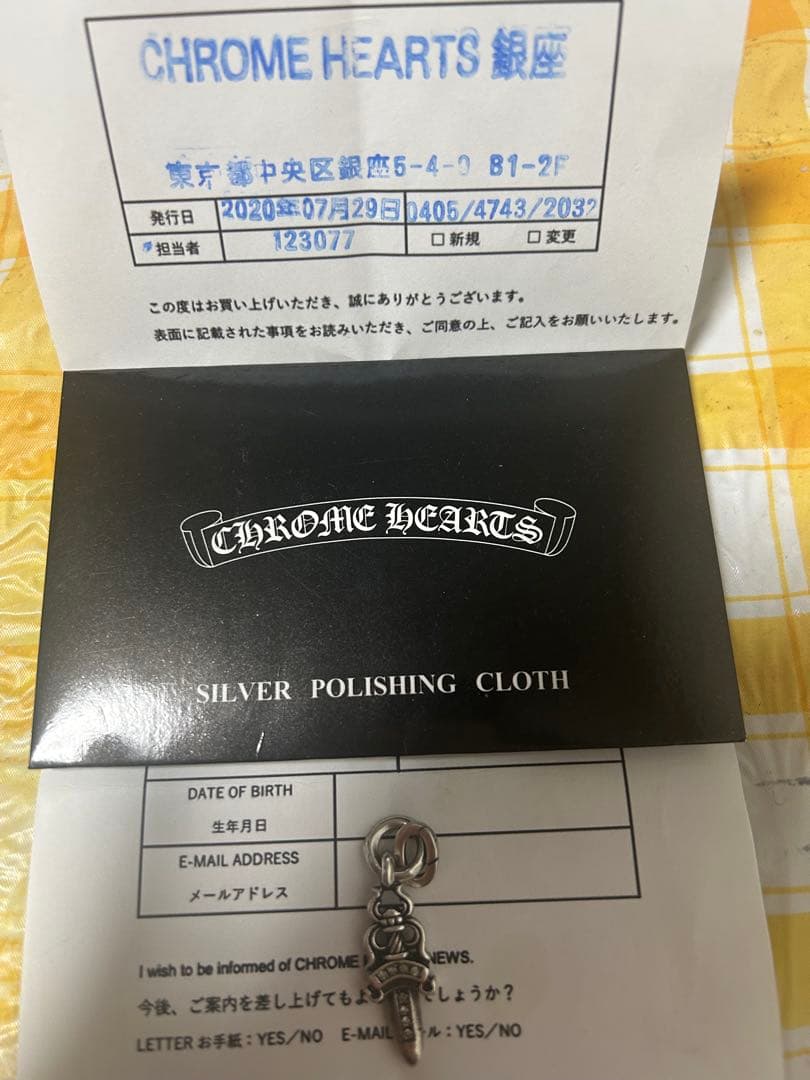 CHROME HEARTS 銀座
東京都中央区銀座5-4-9 B1-2F
発行日 2020年07月29日 0405/4743/2032
担当者 123077 □ 新規 □ 変更
この度はお買い上げいただき、誠にありがとうございます。
表面に記載された事項をお読みいただき、ご同意の上、ご記入をお願いいたします。
CHROME HEARTS
SILVER POLISHING CLOTH
DATE OF BIRTH
生年月日
E-MAIL ADDRESS
メールアドレス
I wish to be informed of CHROME NEWS.
今後、ご案内を差し上げてもよ しょうか？
LETTER お手紙：YES／NO E-MAIL ール：YES／NO